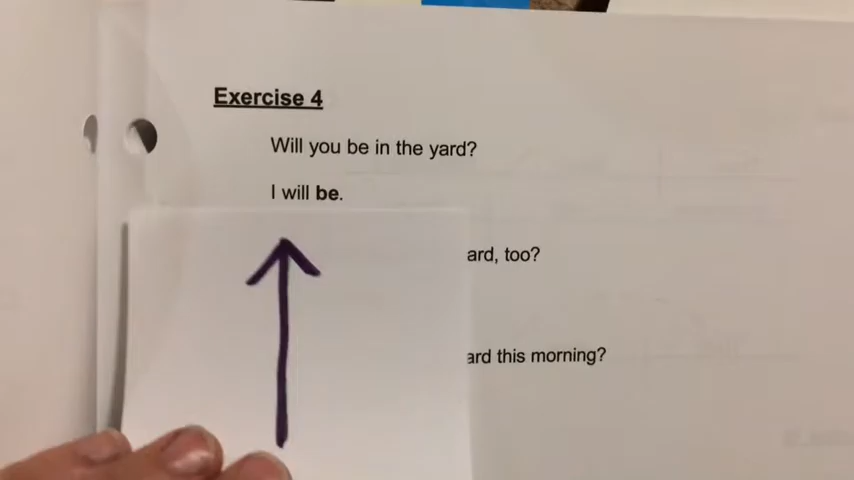 Exercise 4
Will you be in the yard?
I will be.
ard, too?
ard this morning?